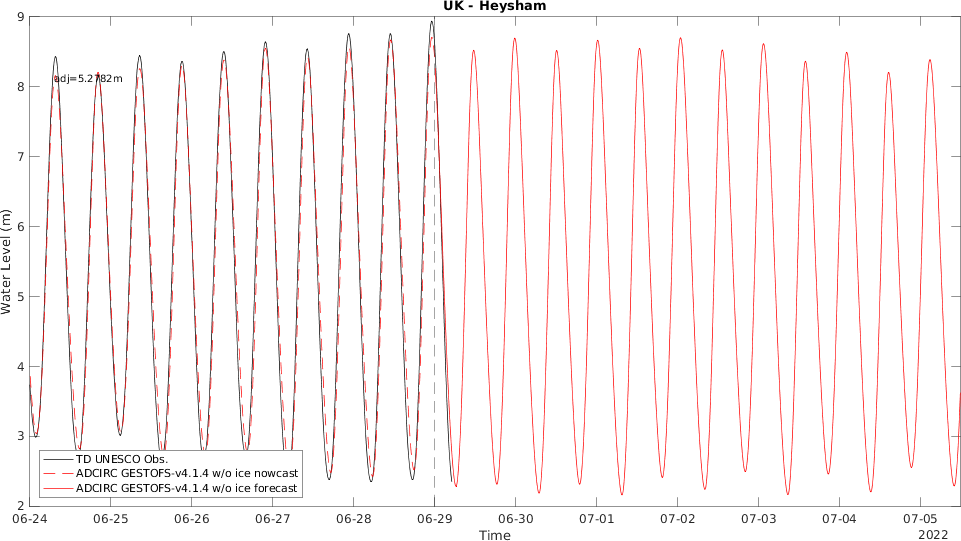 UK - Heysham
9
8
7
6
5
4
3
2
Water Level (m)
adj=5.2782m
TD UNESCO Obs.
ADCIRC GESTOFS-v4.1.4 w/o ice nowcast
ADCIRC GESTOFS-v4.1.4 w/o ice forecast
06-24 06-25 06-26 06-27 06-28 06-29 06-30 07-01 07-02 07-03 07-04 07-05
Time
2022